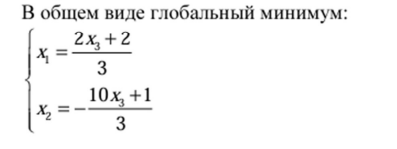 В общем виде глобальный минимум:
x₁ = (2x₃ + 2)/3
x₂ = −(10x₃ + 1)/3